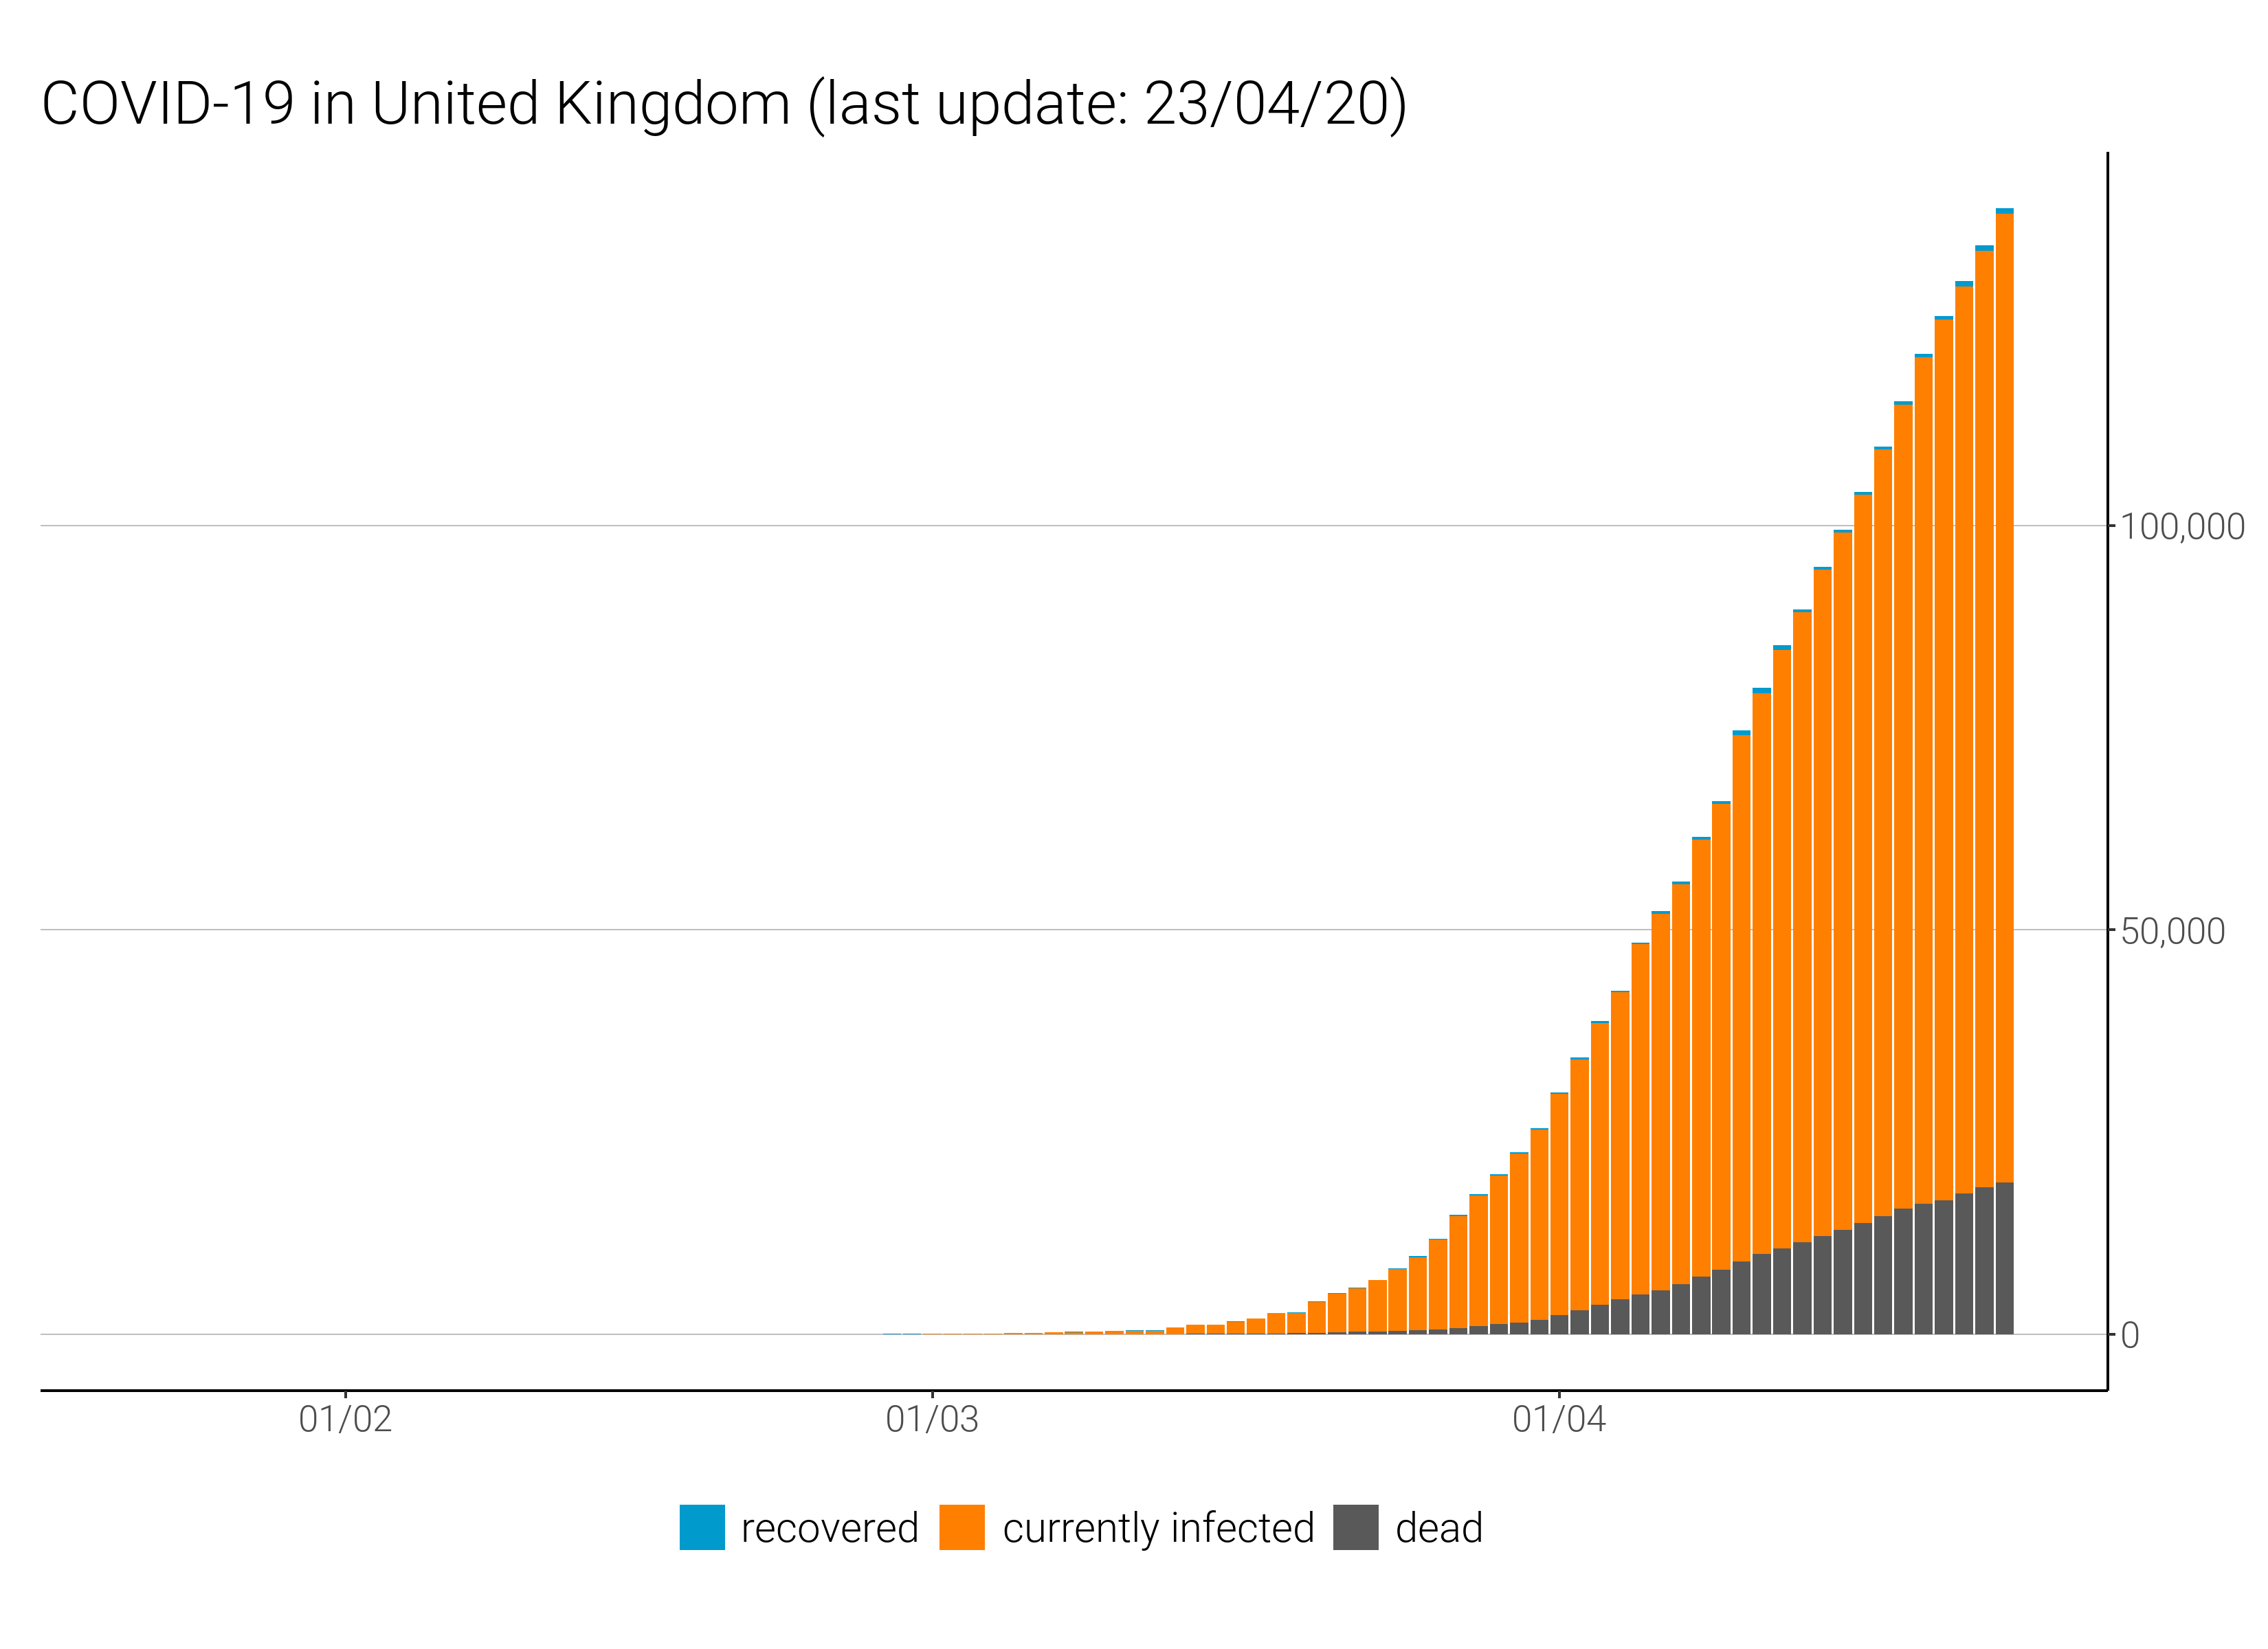 COVID-19 in United Kingdom (last update: 23/04/20)
100,000
50,000
0
01/02 01/03 01/04
recovered currently infected dead